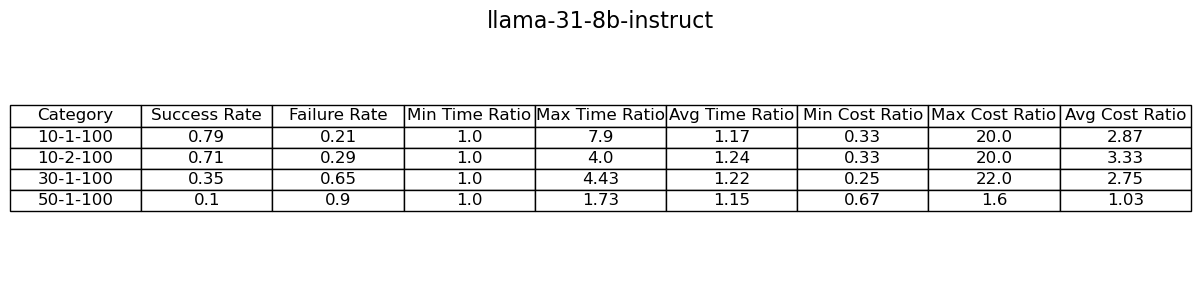 llama-31-8b-instruct
Category Success Rate Failure Rate Min Time Ratio Max Time Ratio Avg Time Ratio Min Cost Ratio Max Cost Ratio Avg Cost Ratio
10-1-100 0.79 0.21 1.0 7.9 1.17 0.33 20.0 2.87
10-2-100 0.71 0.29 1.0 4.0 1.24 0.33 20.0 3.33
30-1-100 0.35 0.65 1.0 4.43 1.22 0.25 22.0 2.75
50-1-100 0.1 0.9 1.0 1.73 1.15 0.67 1.6 1.03